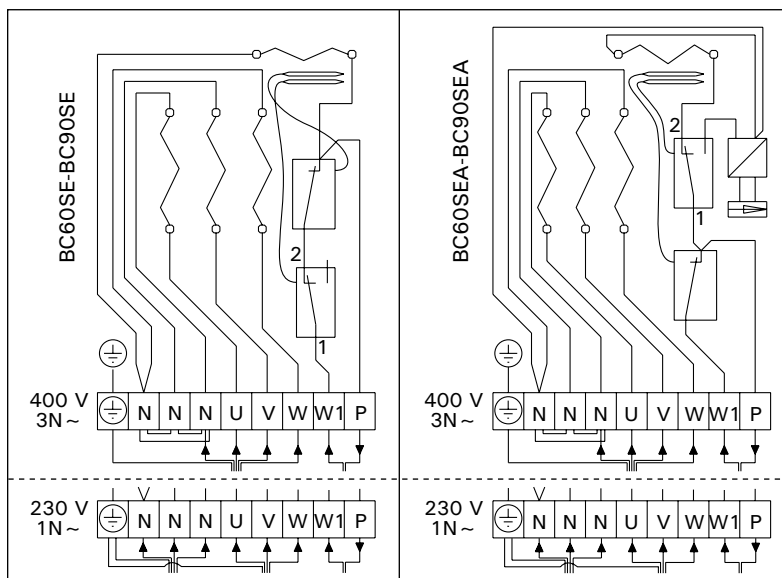 BC60SE-BC90SE
2
1
400 V
3N~
N N N U V W W1 P
230 V
1N~
N N N U V W W1 P
BC60SEA-BC90SEA
2
1
400 V
3N~
N N N U V W W1 P
230 V
1N~
N N N U V W W1 P